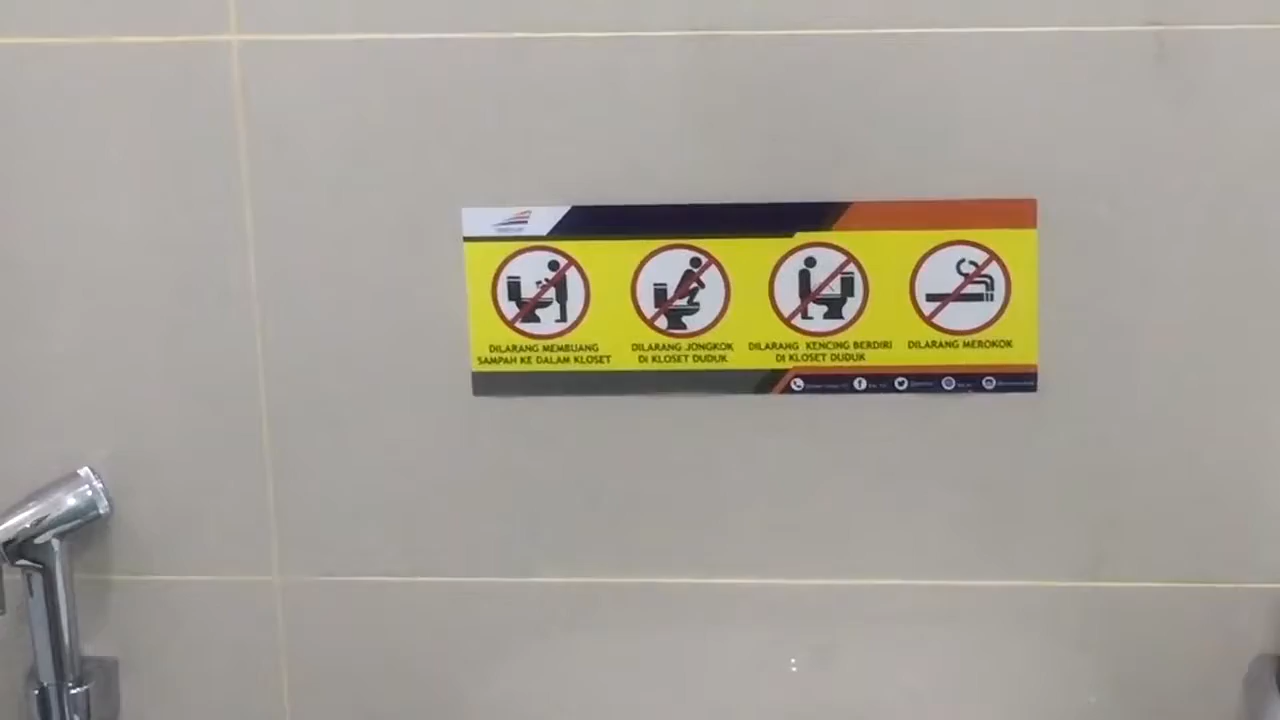 DILARANG MEMBUANG
SAMPAH KE DALAM KLOSET
DILARANG JONGKOK
DI KLOSET DUDUK
DILARANG KENCING BERDIRI
DI KLOSET DUDUK
DILARANG MEROKOK